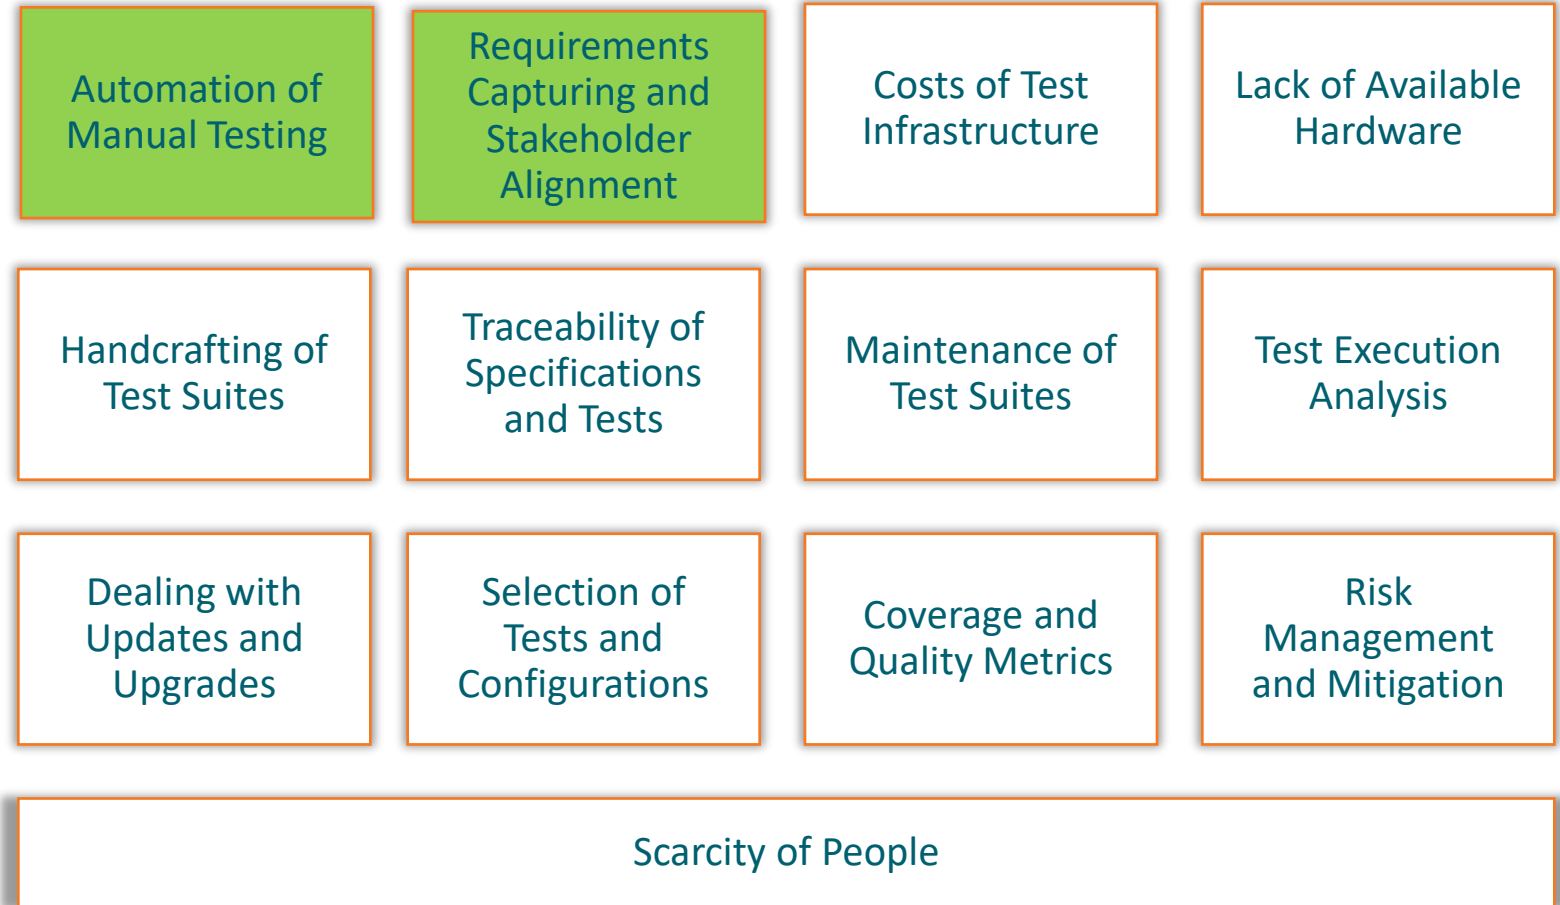 Automation of
Manual Testing
Requirements
Capturing and
Stakeholder
Alignment
Costs of Test
Infrastructure
Lack of Available
Hardware
Handcrafting of
Test Suites
Traceability of
Specifications
and Tests
Maintenance of
Test Suites
Test Execution
Analysis
Dealing with
Updates and
Upgrades
Selection of
Tests and
Configurations
Coverage and
Quality Metrics
Risk
Management
and Mitigation
Scarcity of People